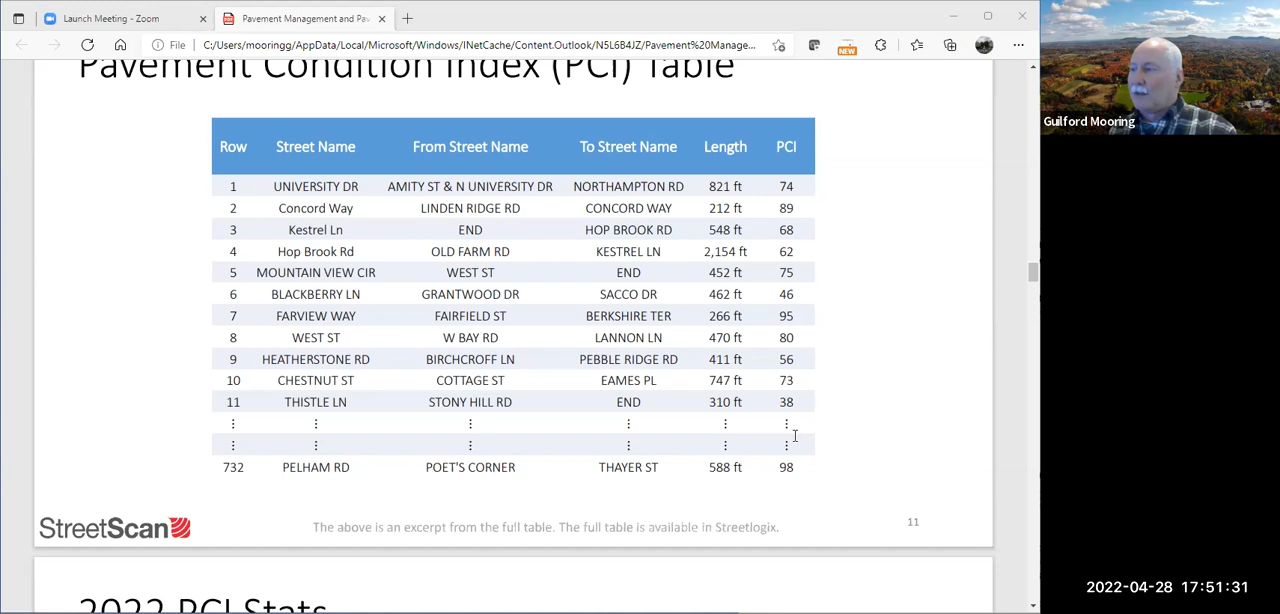 Launch Meeting - Zoom
Pavement Management and Pav
File
C:/Users/mooringg/AppData/Local/Microsoft/Windows/INetCache/Content.Outlook/N5L6B4JZ/Pavement%20Manage...
NEW
Guilford Mooring
Pavement Condition Index (PCI) Table
Row Street Name From Street Name To Street Name Length PCI
1 UNIVERSITY DR AMITY ST & N UNIVERSITY DR NORTHAMPTON RD 821 ft 74
2 Concord Way LINDEN RIDGE RD CONCORD WAY 212 ft 89
3 Kestrel Ln END HOP BROOK RD 548 ft 68
4 Hop Brook Rd OLD FARM RD KESTREL LN 2,154 ft 62
5 MOUNTAIN VIEW CIR WEST ST END 452 ft 75
6 BLACKBERRY LN GRANTWOOD DR SACCO DR 462 ft 46
7 FARVIEW WAY FAIRFIELD ST BERKSHIRE TER 266 ft 95
8 WEST ST W BAY RD LANNON LN 470 ft 80
9 HEATHERSTONE RD BIRCHCROFF LN PEBBLE RIDGE RD 411 ft 56
10 CHESTNUT ST COTTAGE ST EAMES PL 747 ft 73
11 THISTLE LN STONY HILL RD END 310 ft 38
⋮ ⋮ ⋮ ⋮ ⋮ ⋮
⋮ ⋮ ⋮ ⋮ ⋮ ⋮
732 PELHAM RD POET'S CORNER THAYER ST 588 ft 98
StreetScan
The above is an excerpt from the full table. The full table is available in Streetlogix.
11
2022 PCI Stats
2022-04-28 17:51:31